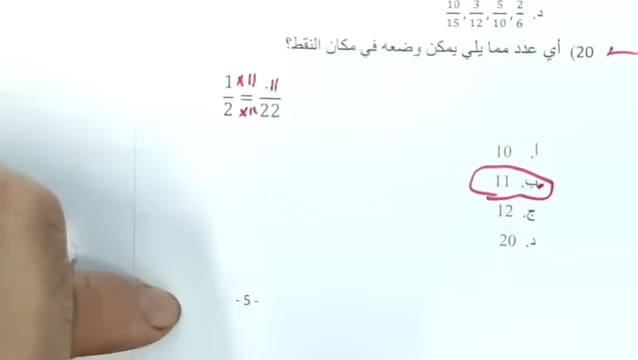 د. 2/6 , 5/10 , 3/12 , 10/15
20) أي عدد مما يلي يمكن وضعه في مكان النقط؟
1/2 ×11 = ×11 .11/22
أ. 10
ب. 11
ج. 12
د. 20
- 5 -